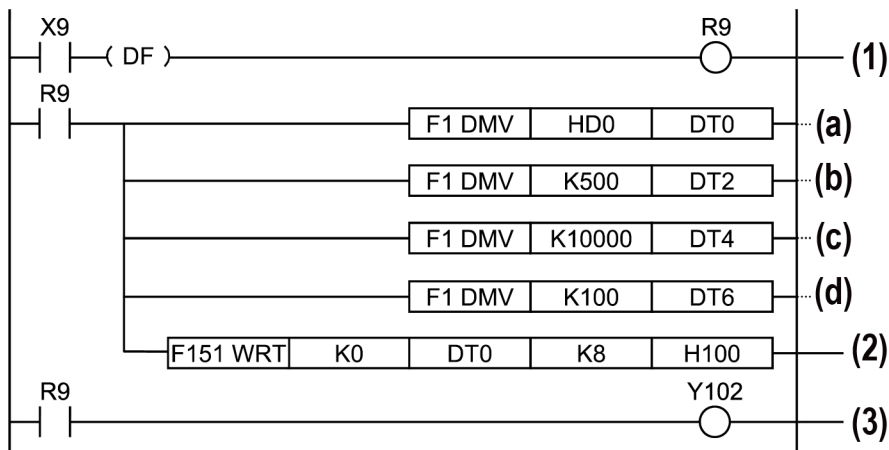 X9 R9
( DF ) (1)
R9
F1 DMV HD0 DT0 (a)
F1 DMV K500 DT2 (b)
F1 DMV K10000 DT4 (c)
F1 DMV K100 DT6 (d)
F151 WRT K0 DT0 K8 H100 (2)
R9 Y102
(3)